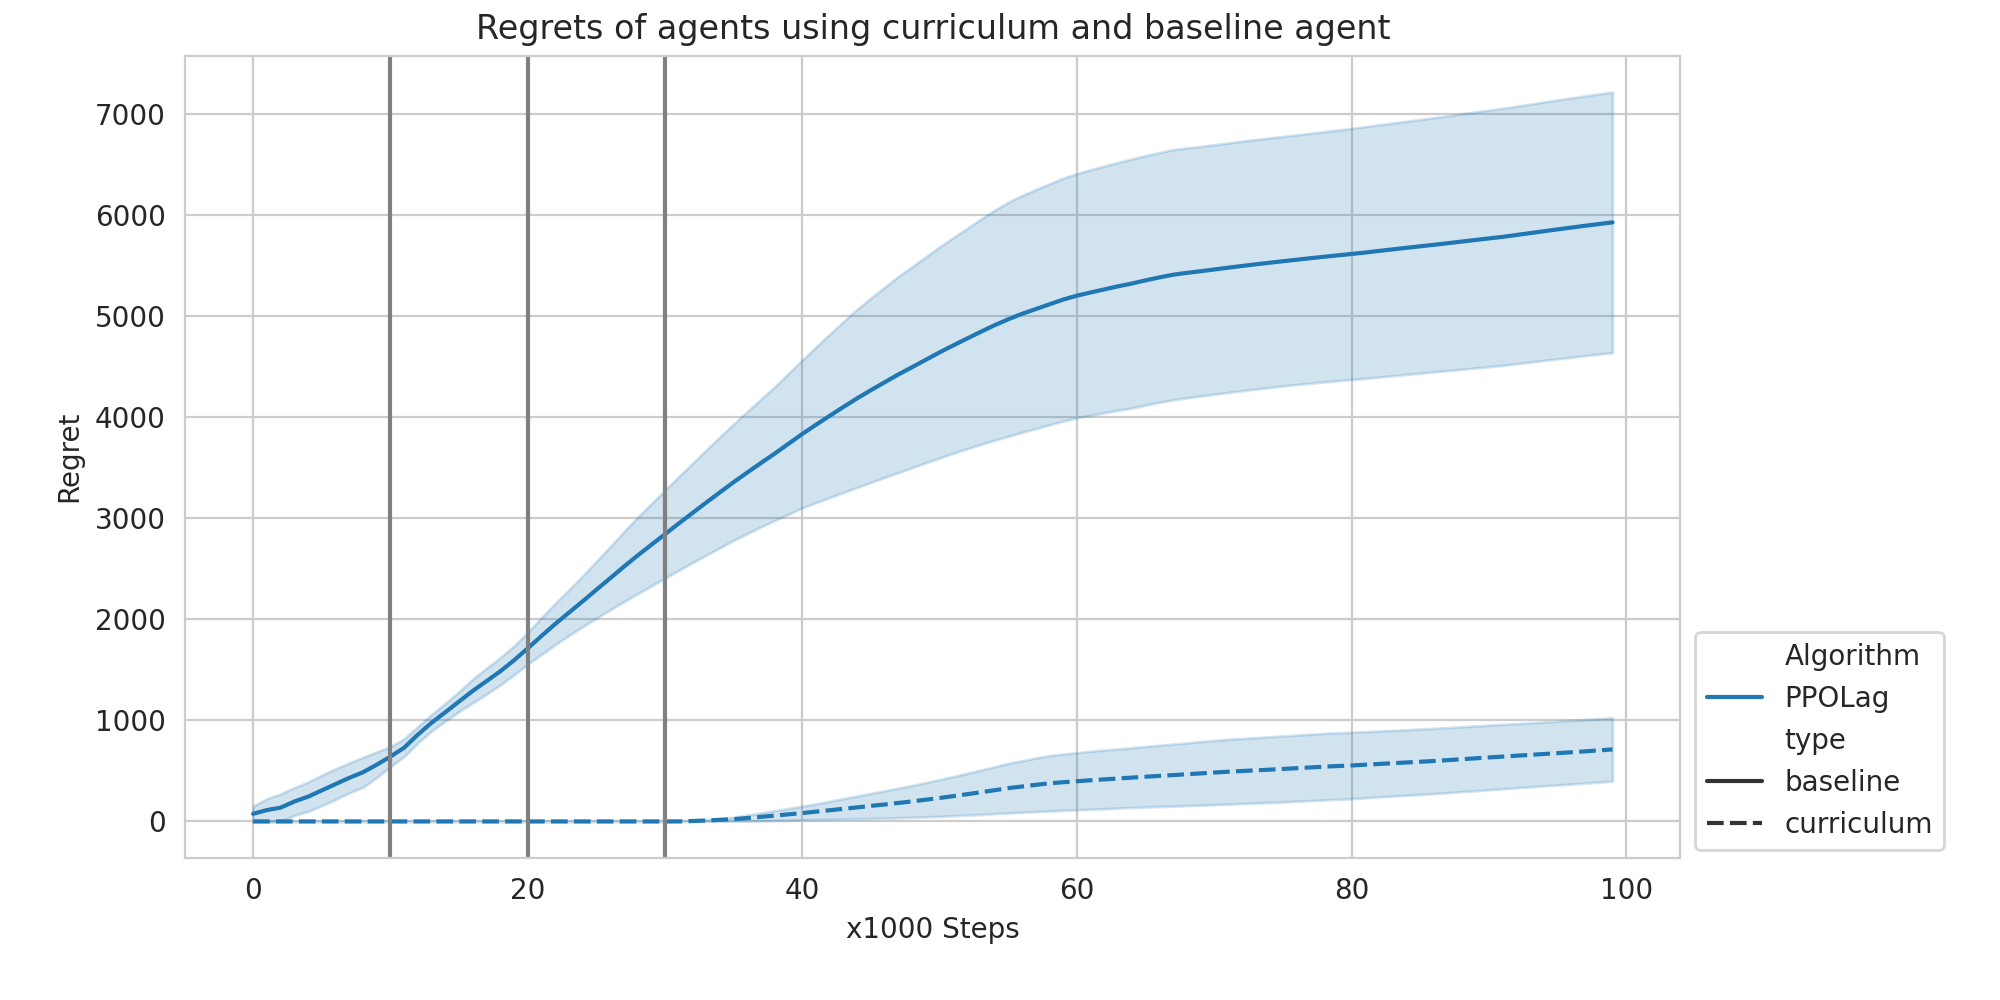 Regrets of agents using curriculum and baseline agent
7000
6000
5000
4000
3000
2000
1000
0
Regret
0 20 40 60 80 100
x1000 Steps
Algorithm
PPOLag
type
baseline
curriculum